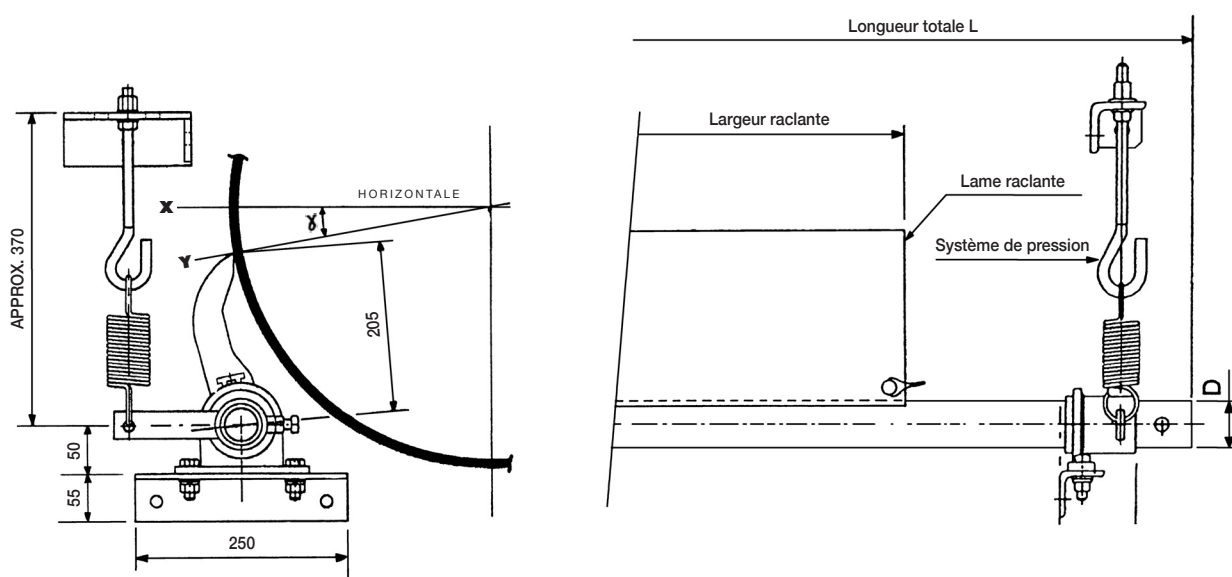 Longueur totale L
Largeur raclante
Lame raclante
Système de pression
D
HORIZONTALE
X
γ
Y
APPROX. 370
205
50
55
250